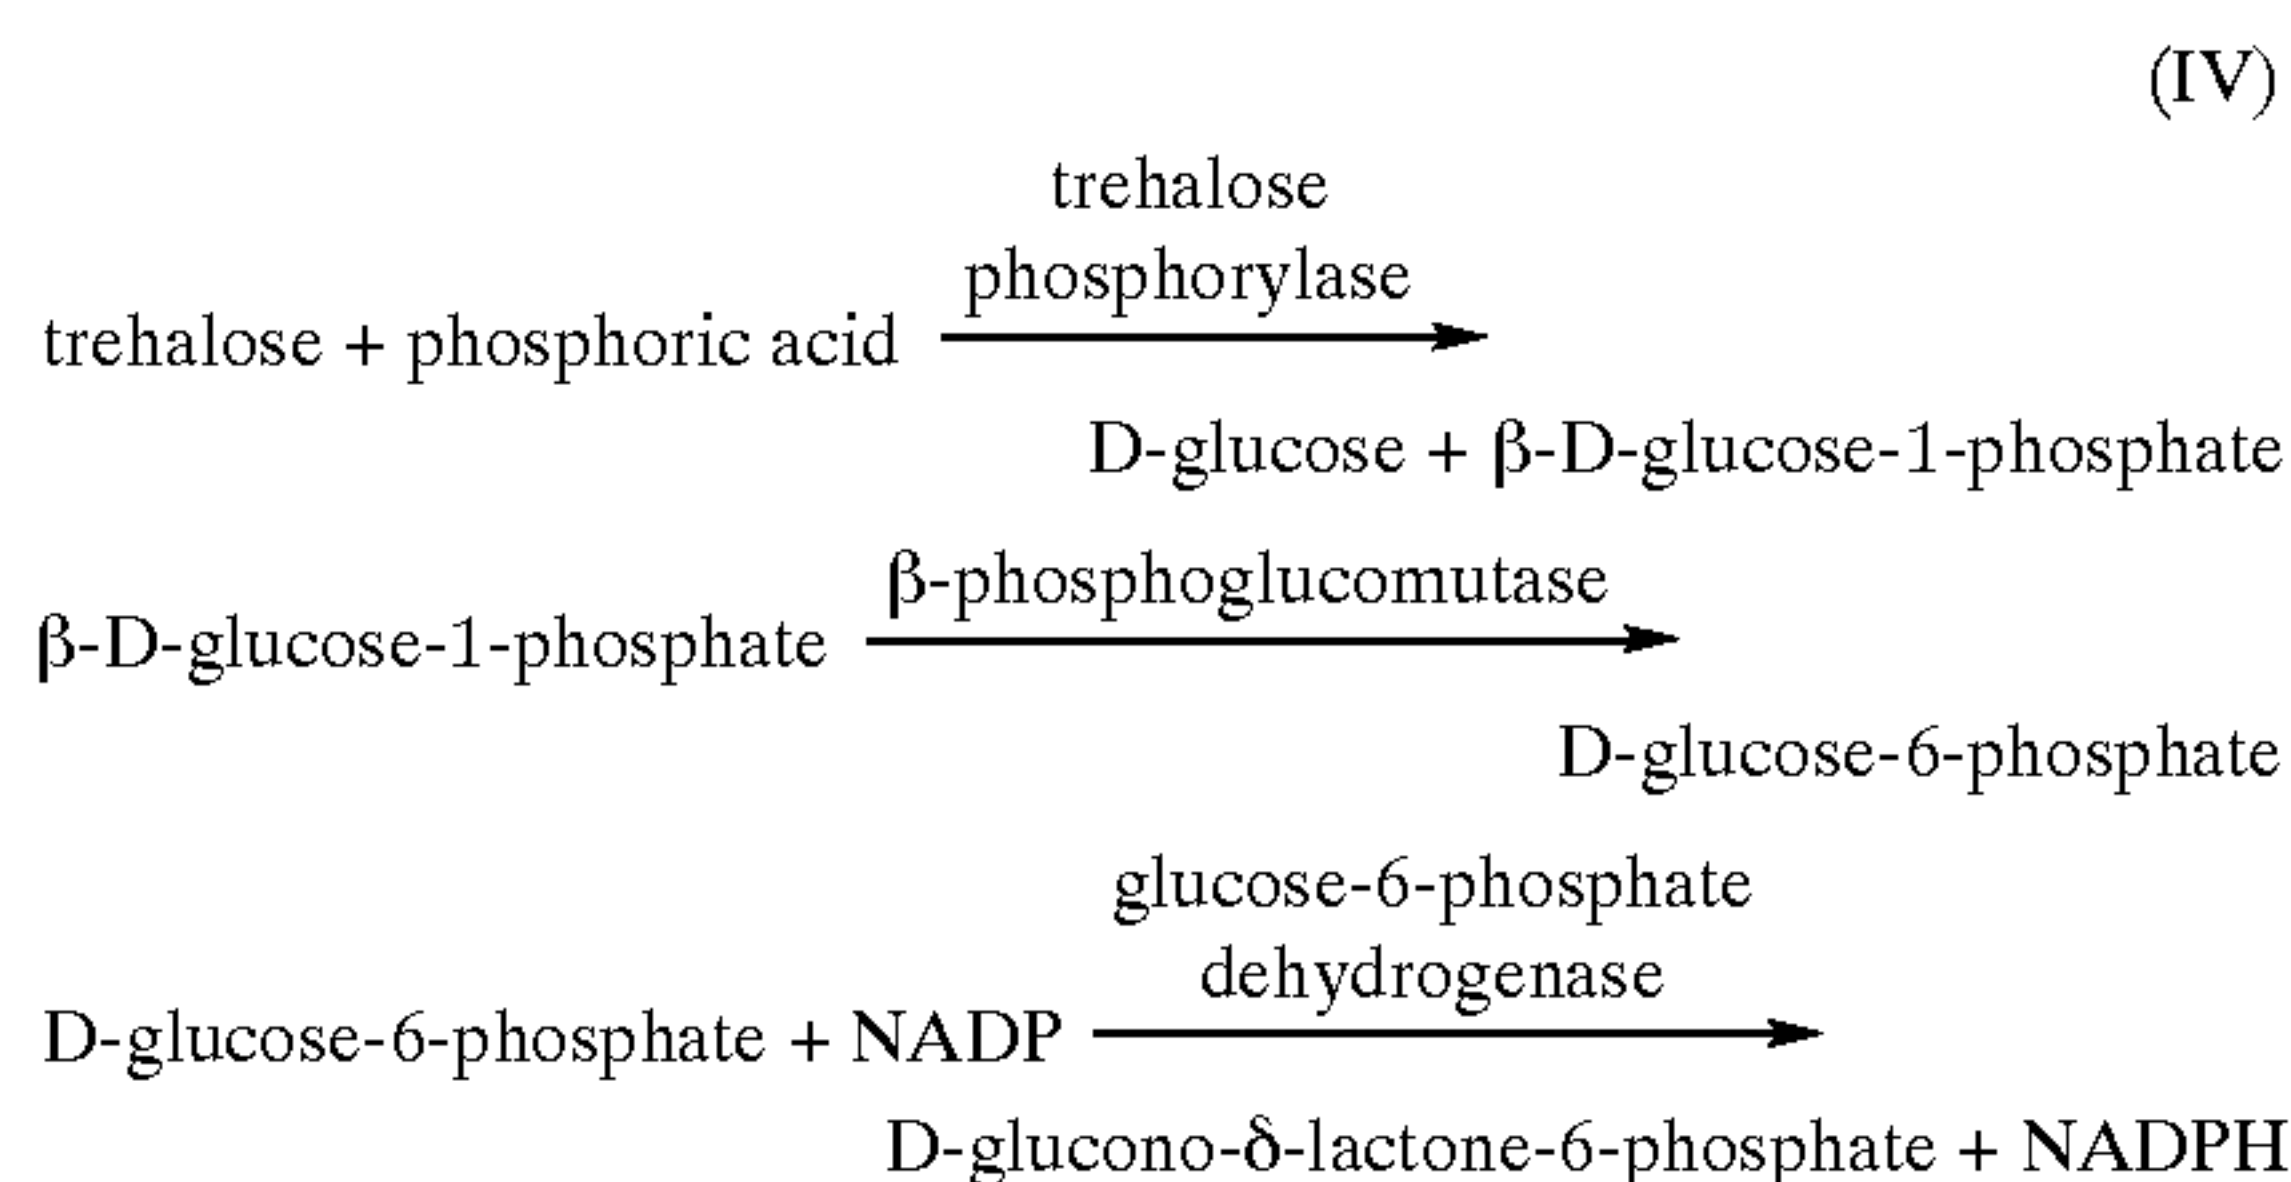 (IV)
trehalose
phosphorylase
trehalose + phosphoric acid
D-glucose + β-D-glucose-1-phosphate
β-phosphoglucomutase
β-D-glucose-1-phosphate
D-glucose-6-phosphate
glucose-6-phosphate
dehydrogenase
D-glucose-6-phosphate + NADP
D-glucono-δ-lactone-6-phosphate + NADPH